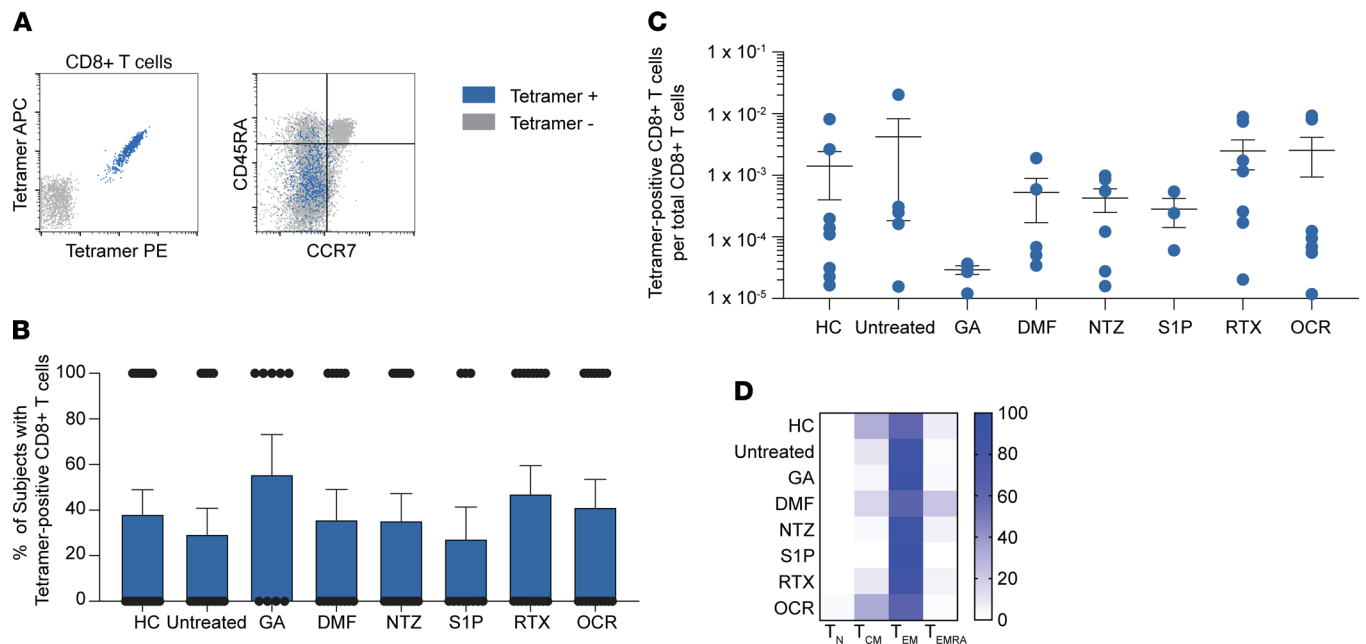 A
CD8+ T cells
Tetramer APC
Tetramer PE
CD45RA
CCR7
Tetramer +
Tetramer -
B
% of Subjects with
Tetramer-positive CD8+ T cells
100
80
60
40
20
0
HC Untreated GA DMF NTZ S1P RTX OCR
C
Tetramer-positive CD8+ T cells
per total CD8+ T cells
1 x 10⁻¹
1 x 10⁻²
1 x 10⁻³
1 x 10⁻⁴
1 x 10⁻⁵
HC Untreated GA DMF NTZ S1P RTX OCR
D
HC
Untreated
GA
DMF
NTZ
S1P
RTX
OCR
T_N T_CM T_EM T_EMRA
100
80
60
40
20
0